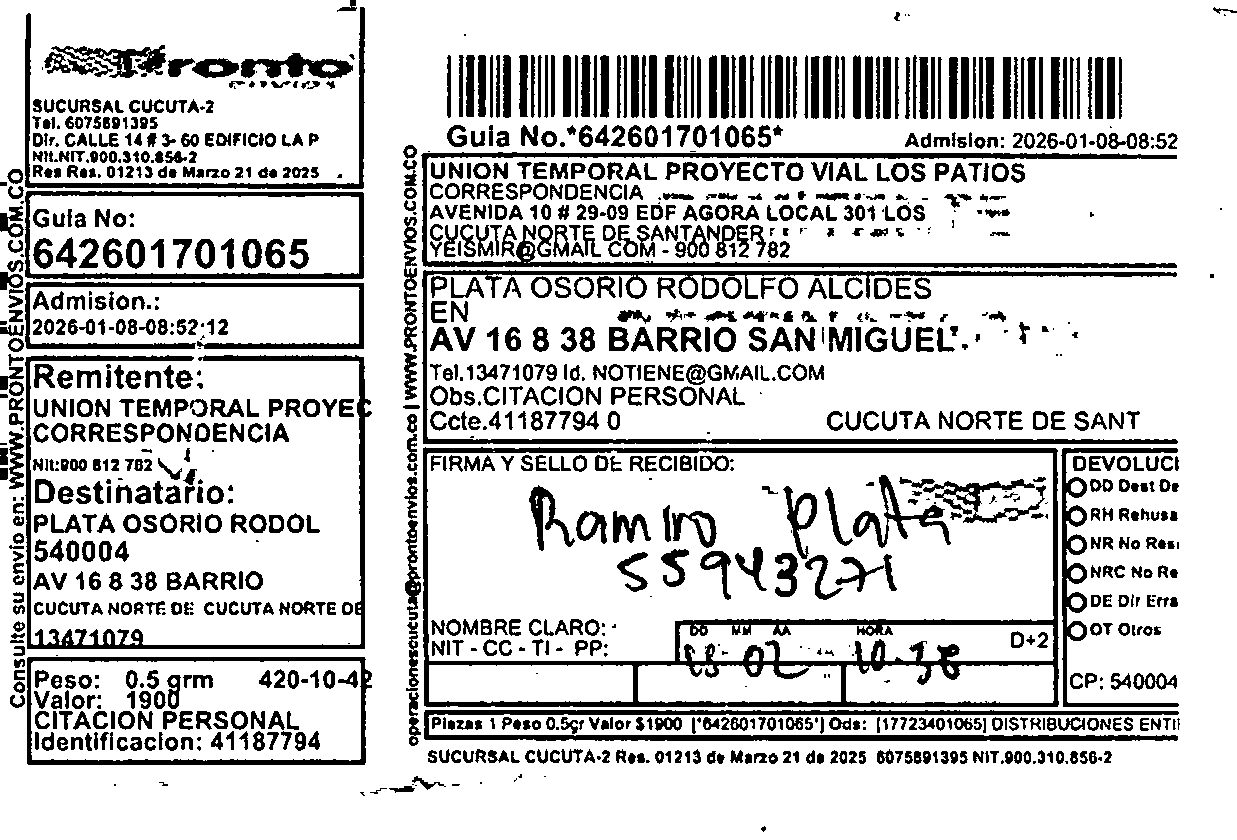 Pronto
ENVIOS
SUCURSAL CUCUTA-2
Tel. 6075891395
Dir. CALLE 14 # 3- 60 EDIFICIO LA P
Nit.NIT.900.310.856-2
Res Res. 01213 de Marzo 21 de 2025
Consulte su envio en: WWW.PRONTOENVIOS.COM.CO
Guia No:
642601701065
Admision.:
2026-01-08-08:52:12
Remitente:
UNION TEMPORAL PROYEC
CORRESPONDENCIA
Nit:900 812 782
Destinatario:
PLATA OSORIO RODOL
540004
AV 16 8 38 BARRIO
CUCUTA NORTE DE CUCUTA NORTE DE
13471079
Peso: 0.5 grm 420-10-42
Valor: 1900
CITACION PERSONAL
Identificacion: 41187794
operacionescucuta@prontoenvios.com.co | WWW.PRONTOENVIOS.COM.CO
Guia No.*642601701065* Admision: 2026-01-08-08:52
UNION TEMPORAL PROYECTO VIAL LOS PATIOS
CORRESPONDENCIA
AVENIDA 10 # 29-09 EDF AGORA LOCAL 301 LOS
CUCUTA NORTE DE SANTANDER
YEISMIR@GMAIL COM - 900 812 782
PLATA OSORIO RODOLFO ALCIDES
EN
AV 16 8 38 BARRIO SAN MIGUEL.
Tel.13471079 Id. NOTIENE@GMAIL.COM
Obs.CITACION PERSONAL
Ccte.41187794 0 CUCUTA NORTE DE SANT
FIRMA Y SELLO DE RECIBIDO:
Ramiro Plata
55943271
NOMBRE CLARO:
NIT - CC - TI - PP:
DD MM AA HORA D+2
02 10:38
DEVOLUCI
DD Dest De
RH Rehusa
NR No Resi
NRC No Re
DE Dir Erra
OT Otros
CP: 540004
Piezas 1 Peso 0.5gr Valor $1900 [*642601701065*] Ods: [17723401065] DISTRIBUCIONES ENTI
SUCURSAL CUCUTA-2 Res. 01213 de Marzo 21 de 2025 6075891395 NIT.900.310.856-2